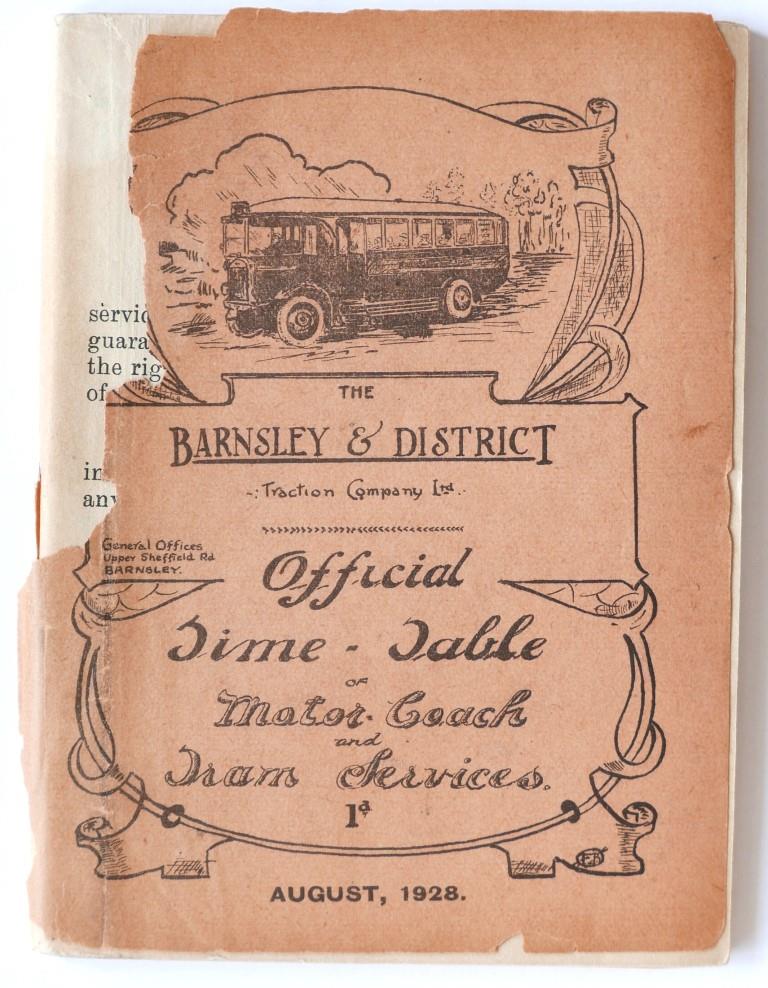 servic
guara
the rig
of
in
any
THE
BARNSLEY & DISTRICT
-:Traction Company Ltd.
General Offices
Upper Sheffield Rd
BARNSLEY.
Official
Time-Table
OF
Motor-Coach
and
Tram Services.
1d
AUGUST, 1928.